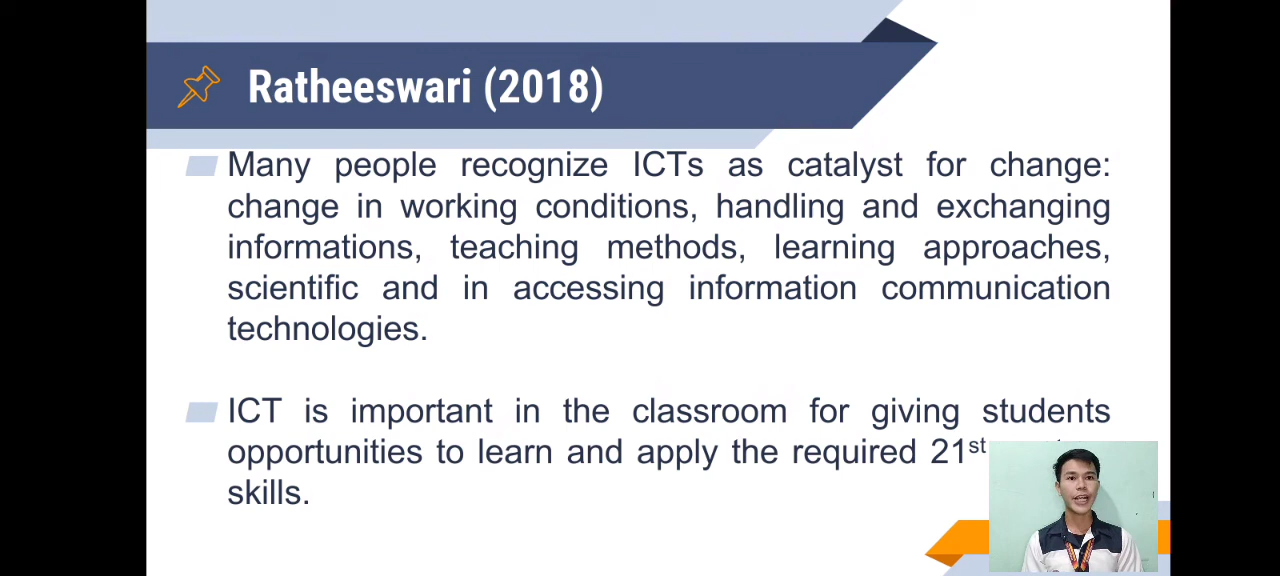 Ratheeswari (2018)
Many people recognize ICTs as catalyst for change:
change in working conditions, handling and exchanging
informations, teaching methods, learning approaches,
scientific and in accessing information communication
technologies.
ICT is important in the classroom for giving students
opportunities to learn and apply the required 21st
skills.